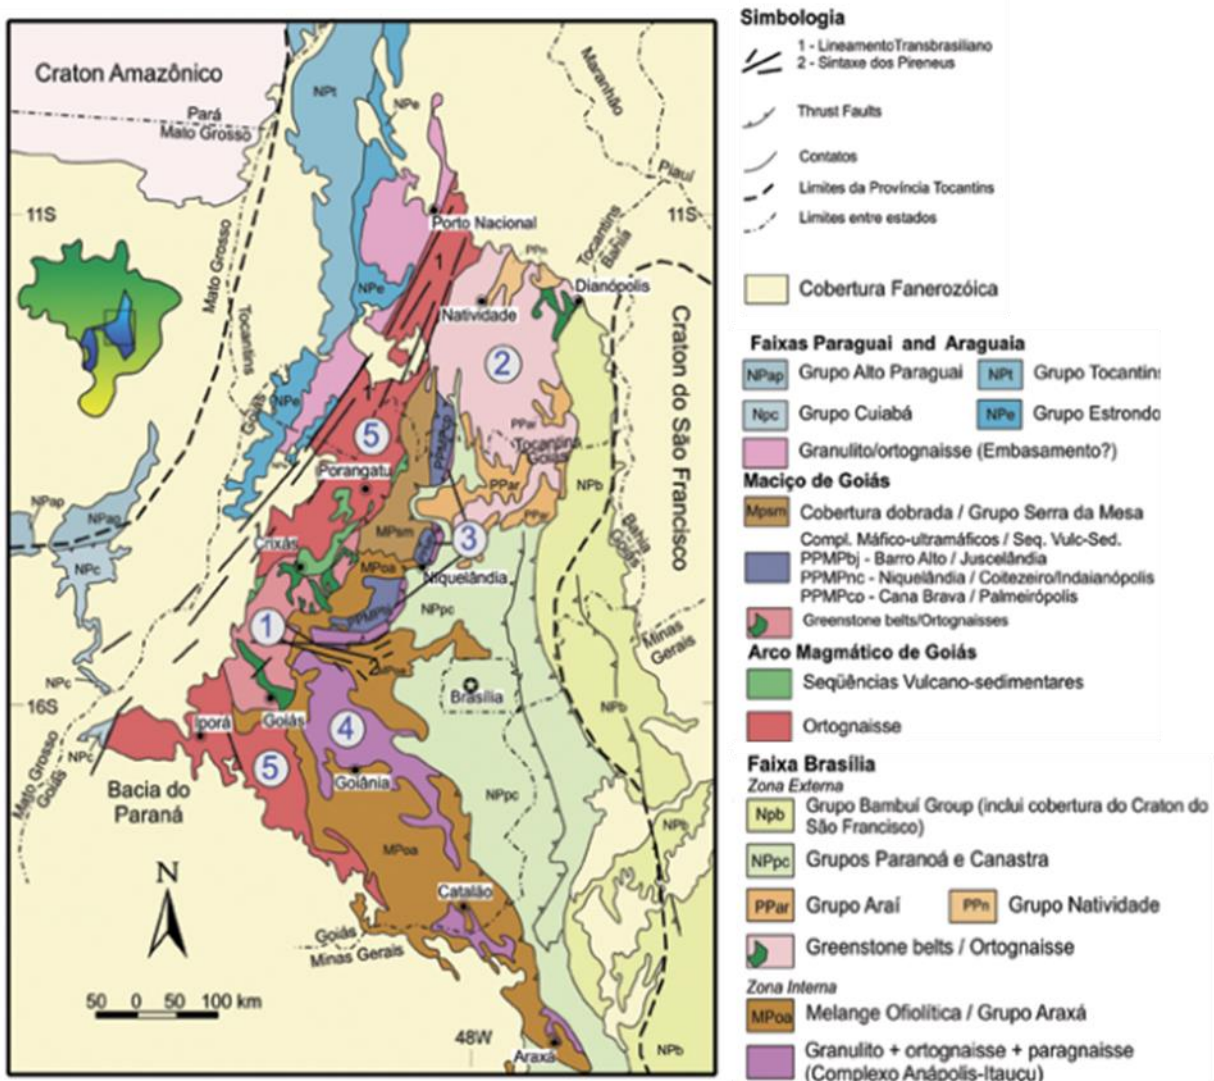 Craton Amazônico
Pará
Mato Grosso
NPt
NPe
Maranhão
Piauí
11S
11S
Porto Nacional
Mato Grosso
Tocantins
Tocantins
Bahia
PPn
1
NPe
Dianópolis
Natividade
Craton do São Francisco
2
Goiás
NPe
1
5
PPMPcp
PPar
Tocantins
Goiás
Porangatu
PPar
NPb
NPap
NPap
MPsm
PPar
3
Bahia
Goiás
Crixás
NPc
MPoa
Niquelândia
PPMPbj
NPpc
1
Minas
Gerais
2
NPc
Brasília
16S
NPb
Iporá
Goiás
4
NPc
Mato Grosso
Goiás
5
Goiânia
Bacia do
Paraná
NPpc
NPb
MPoa
N
Catalão
Goiás
Minas Gerais
50 0 50 100 km
48W
Araxá
NPb
Simbologia
1 - LineamentoTransbrasiliano
2 - Sintaxe dos Pireneus
Thrust Faults
Contatos
Limites da Província Tocantins
Limites entre estados
Cobertura Fanerozóica
Faixas Paraguai and Araguaia
NPap Grupo Alto Paraguai NPt Grupo Tocantins
Npc Grupo Cuiabá NPe Grupo Estrondo
Granulito/ortognaisse (Embasamento?)
Maciço de Goiás
Mpsm Cobertura dobrada / Grupo Serra da Mesa
Compl. Máfico-ultramáficos / Seq. Vulc-Sed.
PPMPbj - Barro Alto / Juscelândia
PPMPnc - Niquelândia / Coitezeiro/Indaianópolis
PPMPco - Cana Brava / Palmeirópolis
Greenstone belts/Ortognaisses
Arco Magmático de Goiás
Seqüências Vulcano-sedimentares
Ortognaisse
Faixa Brasília
Zona Externa
Npb Grupo Bambuí Group (inclui cobertura do Craton do
São Francisco)
NPpc Grupos Paranoá e Canastra
PPar Grupo Araí PPn Grupo Natividade
Greenstone belts / Ortognaisse
Zona Interna
MPoa Melange Ofiolítica / Grupo Araxá
Granulito + ortognaisse + paragnaisse
(Complexo Anápolis-Itauçu)